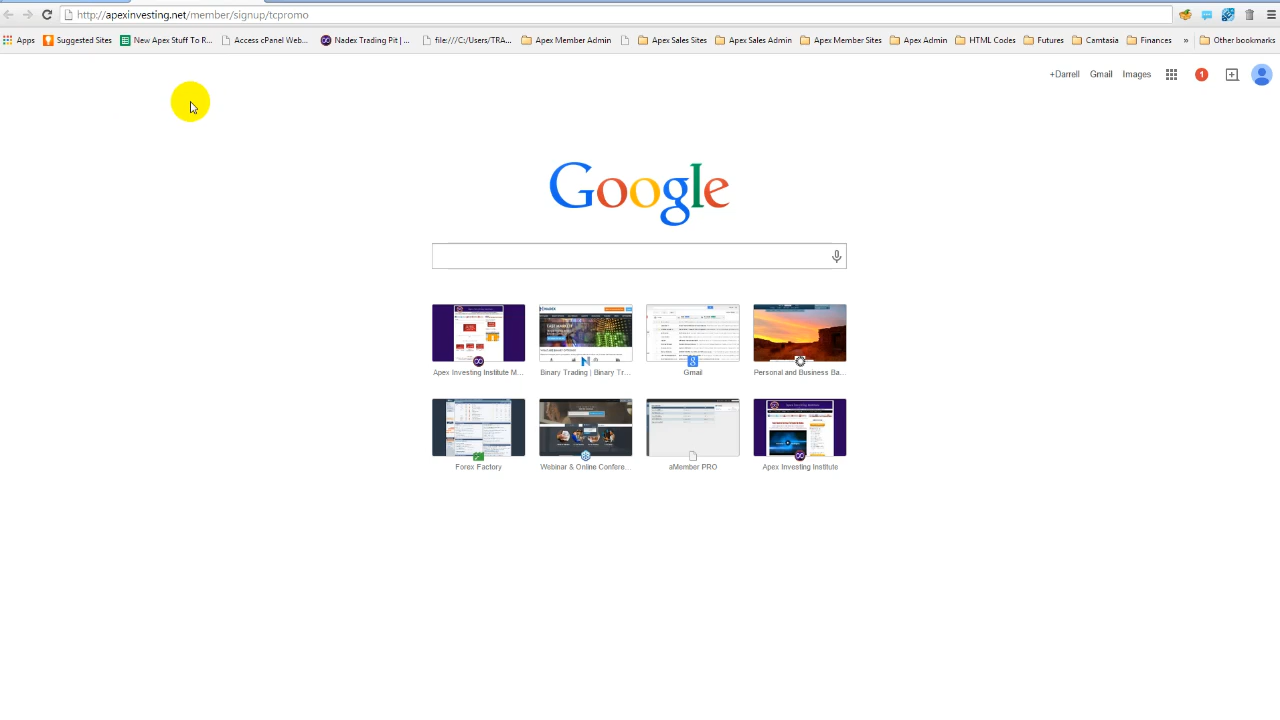 http://apexinvesting.net/member/signup/tcpromo
Apps Suggested Sites New Apex Stuff To R... Access cPanel Web... Nadex Trading Pit |... file:///C:/Users/TRA... Apex Member Admin Apex Sales Sites Apex Sales Admin Apex Member Sites Apex Admin HTML Codes Futures Camtasia Finances » Other bookmarks
+Darrell Gmail Images 1
Google
Apex Investing Institute M... Binary Trading | Binary Tr... Gmail Personal and Business Ba...
Forex Factory Webinar & Online Confere... aMember PRO Apex Investing Institute